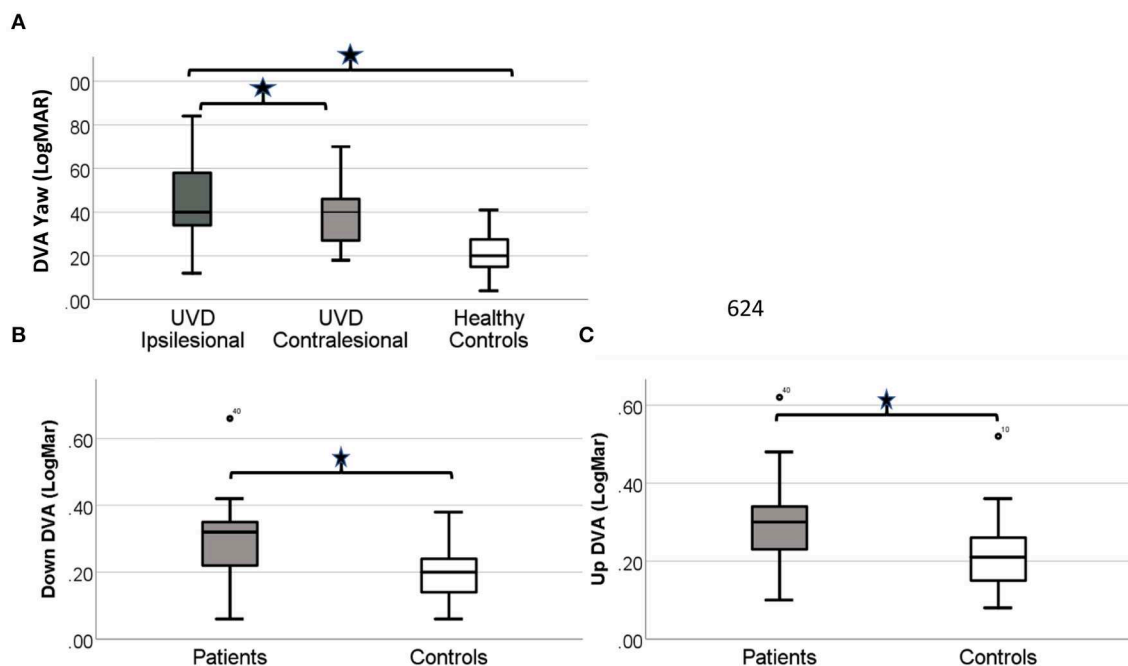 A
DVA Yaw (LogMAR)
00
80
60
40
20
.00
UVD
Ipsilesional
UVD
Contralesional
Healthy
Controls
624
B
Down DVA (LogMar)
.60
.40
.20
.00
40
Patients
Controls
C
Up DVA (LogMar)
.60
.40
.20
.00
40
10
Patients
Controls